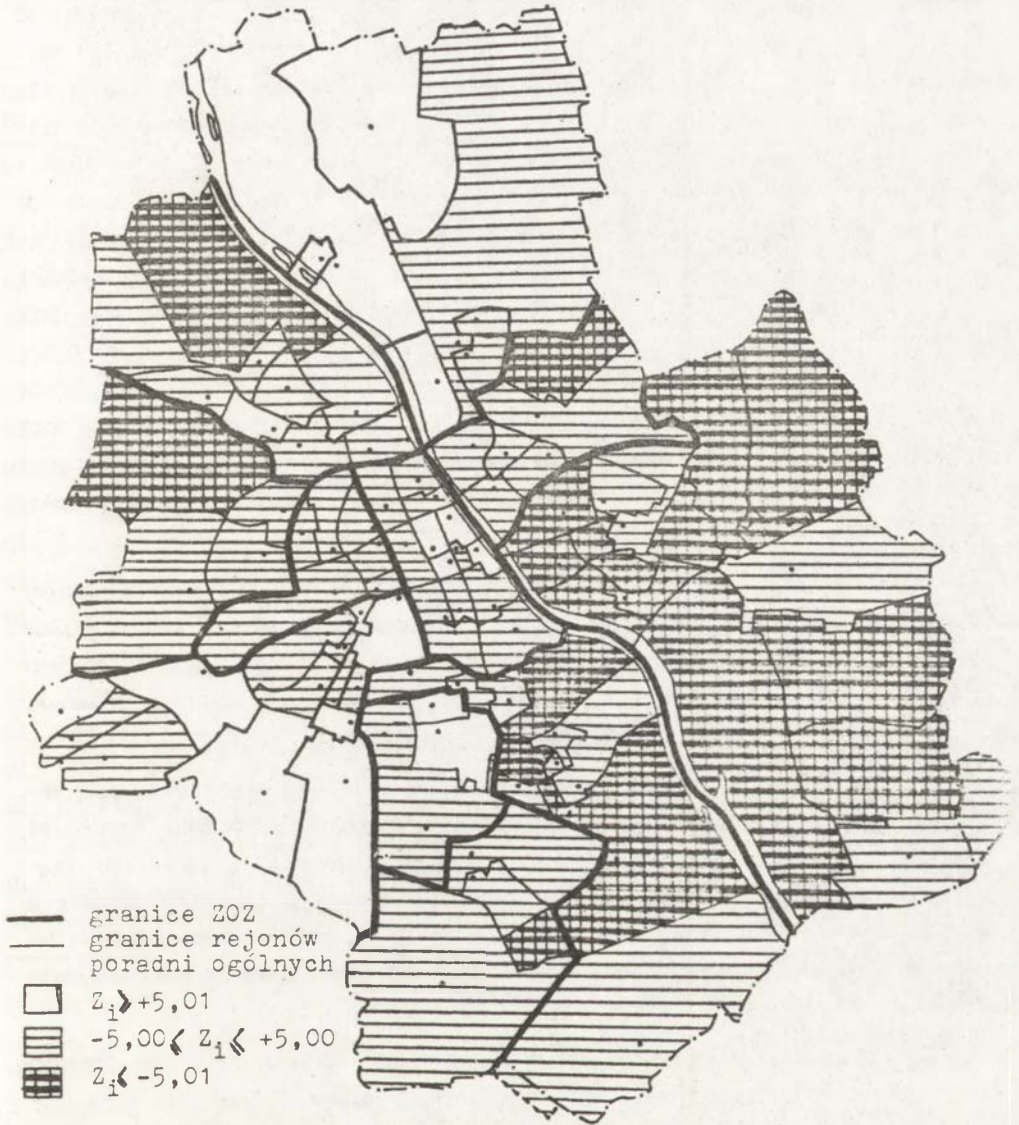 granice ZOZ
granice rejonów
poradni ogólnych
Zi ⩾ +5,01
-5,00 ⩽ Zi ⩽ +5,00
Zi ⩽ -5,01